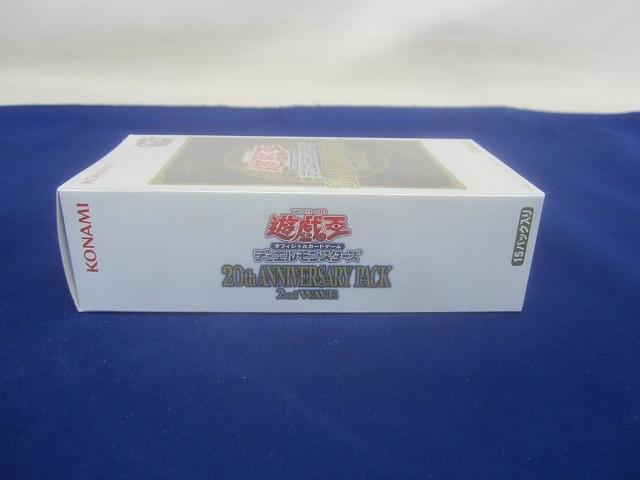 KONAMI
KONAMI
遊戯王
オフィシャルカードゲーム
デュエルモンスターズ
20th ANNIVERSARY PACK
2nd WAVE
15パック入り